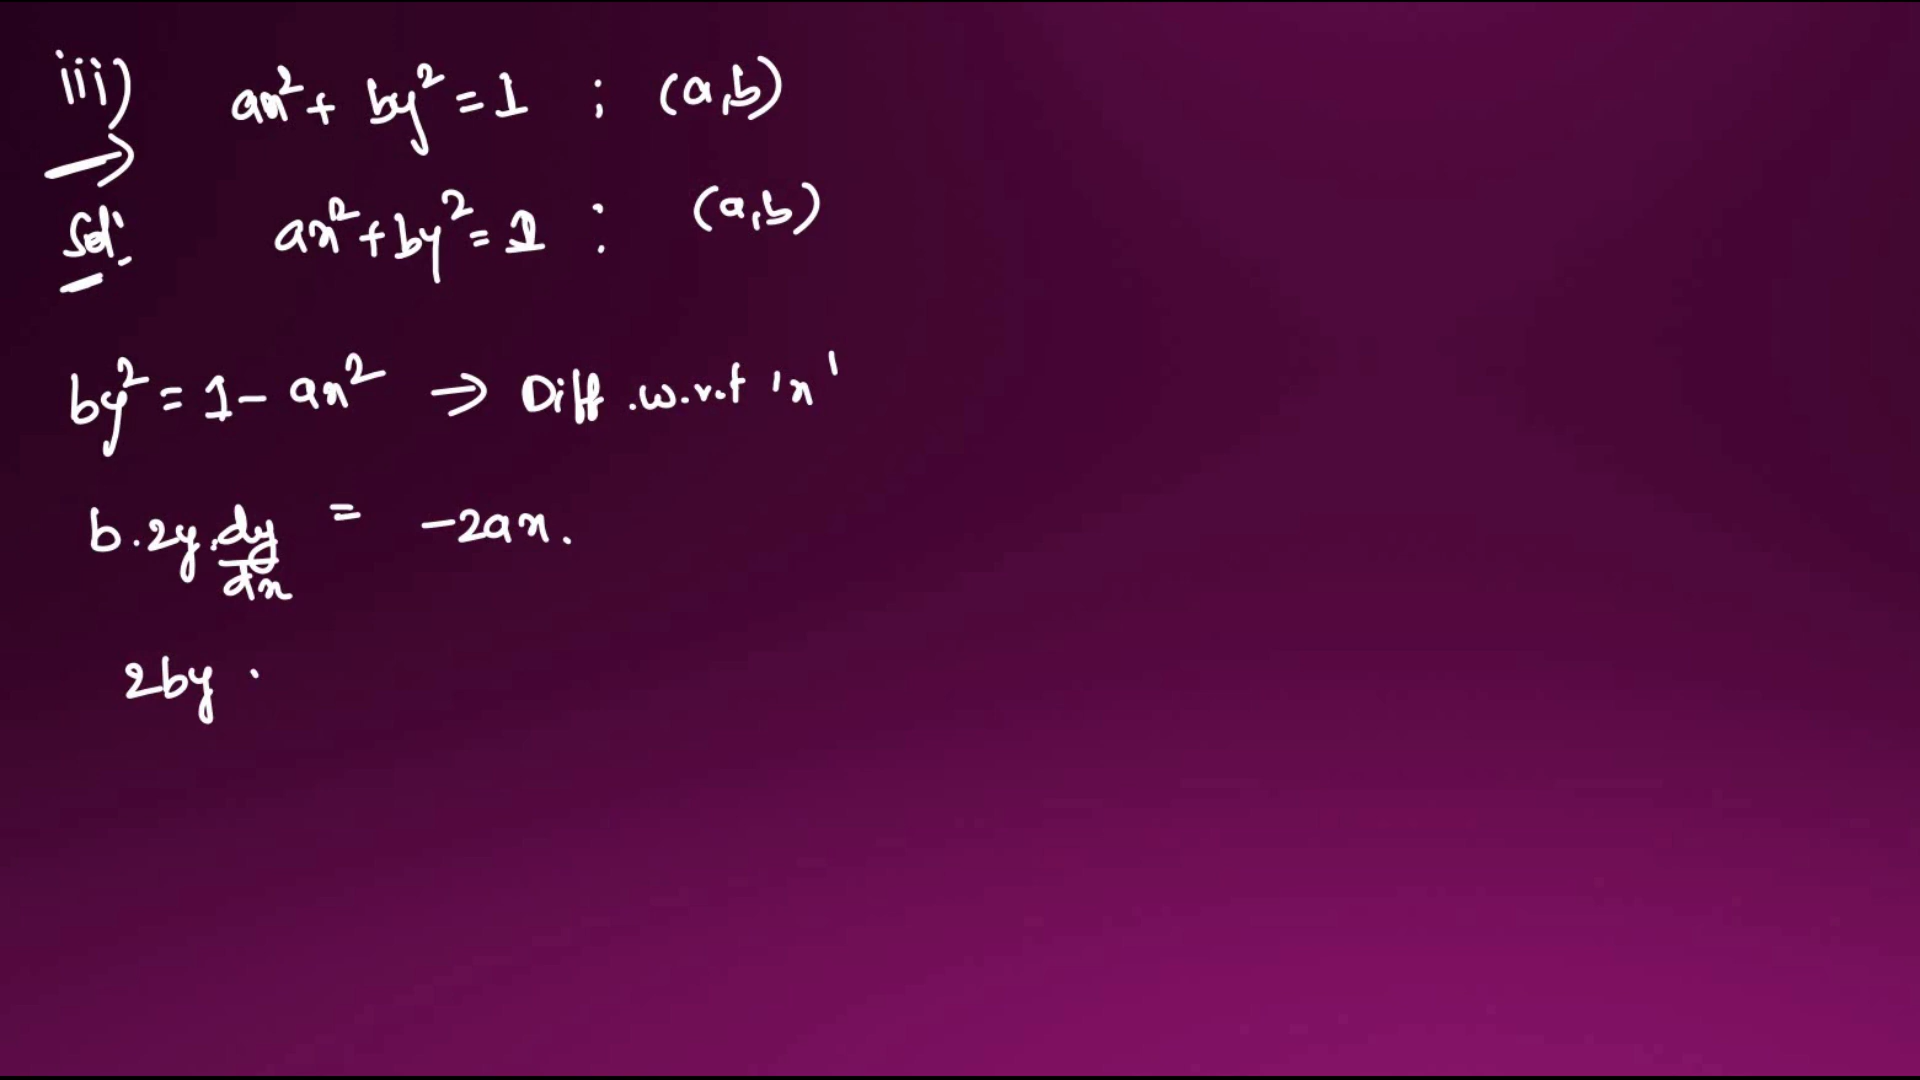 iii) ax²+ by² = 1 ; (a,b)
Sol: ax²+by² = 1 : (a,b)
by² = 1 - ax² → Diff .w.r.t 'x'
b.2y.dy/dx = -2ax.
2by .